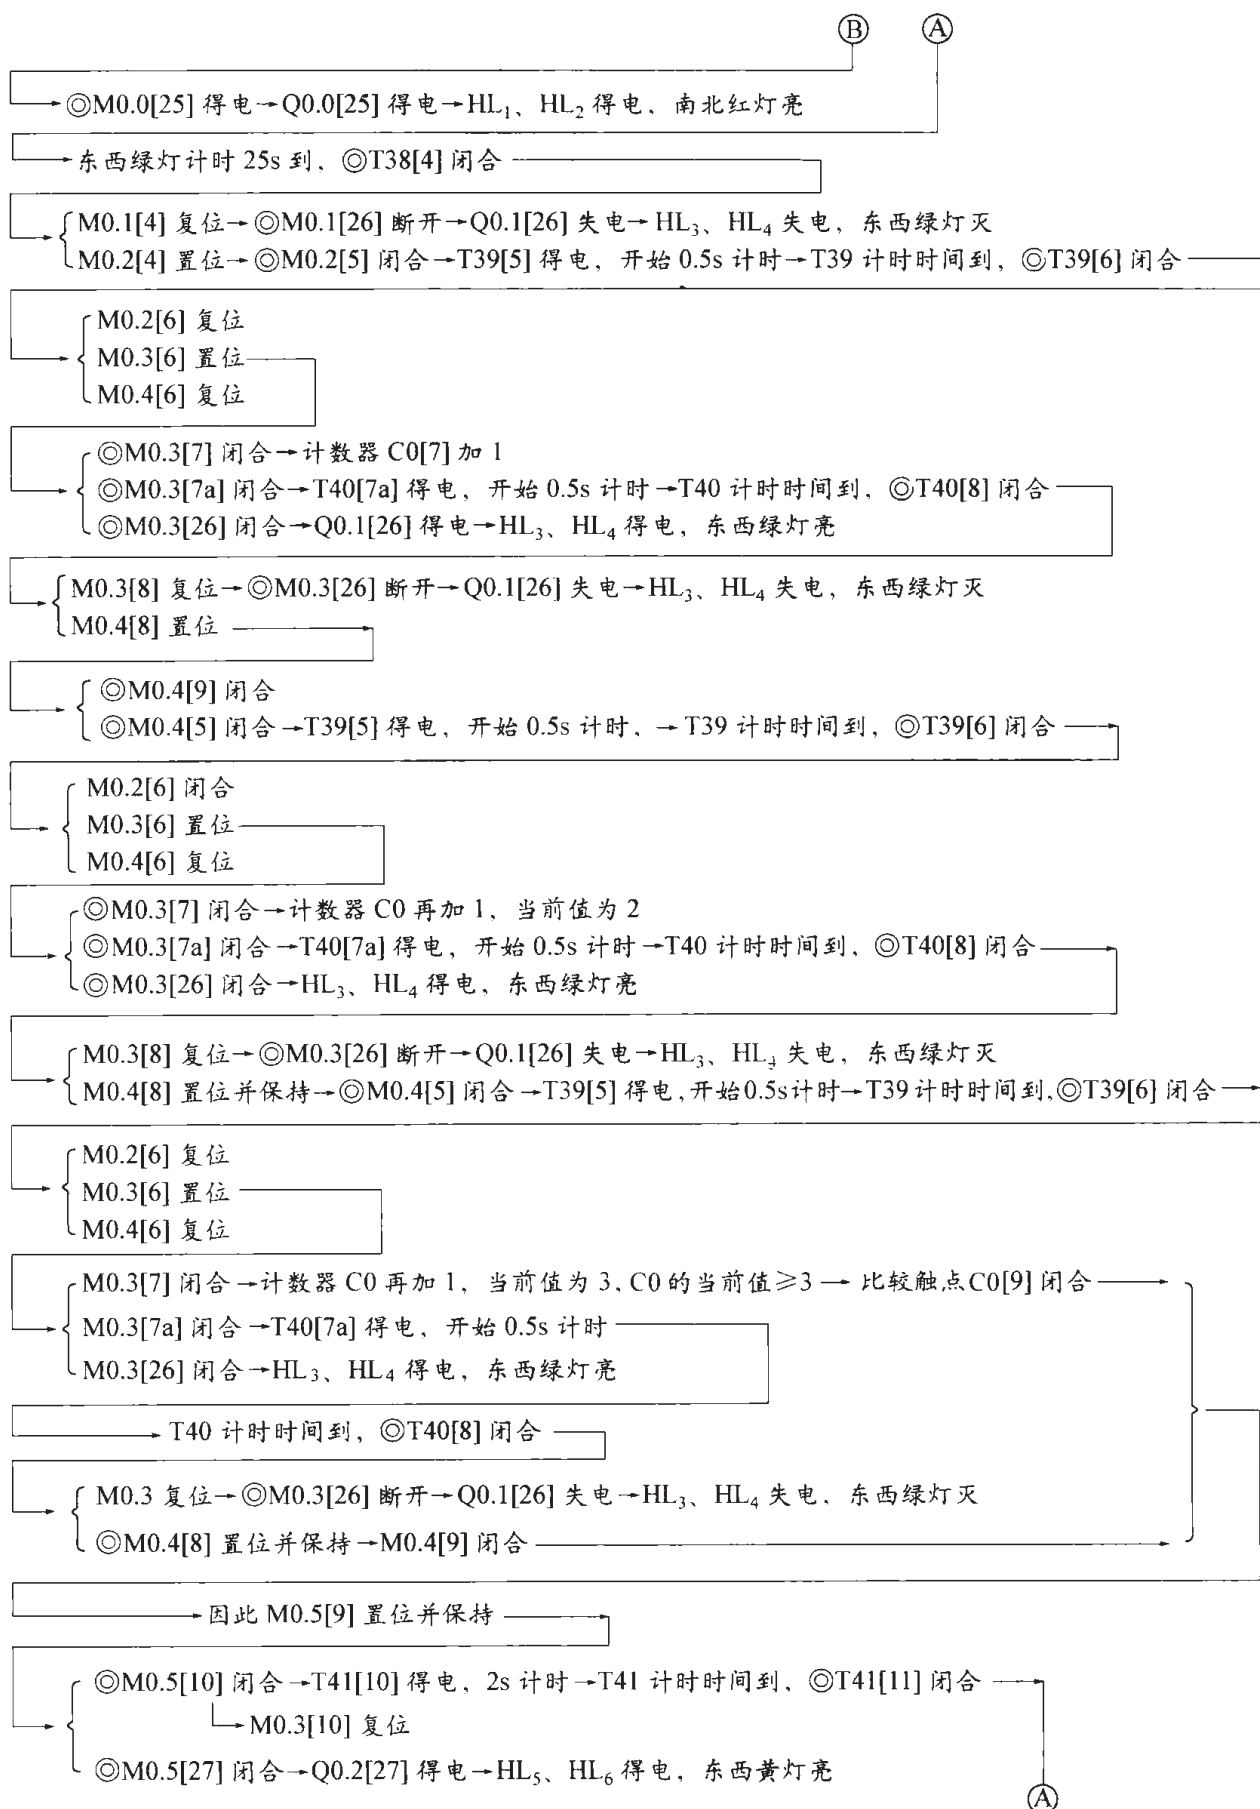 Ⓑ Ⓐ
◎M0.0[25] 得电→Q0.0[25] 得电→HL₁、HL₂ 得电、南北红灯亮
东西绿灯计时 25s 到、◎T38[4] 闭合
M0.1[4] 复位→◎M0.1[26] 断开→Q0.1[26] 失电→HL₃、HL₄ 失电，东西绿灯灭
M0.2[4] 置位→◎M0.2[5] 闭合→T39[5] 得电，开始 0.5s 计时→T39 计时时间到，◎T39[6] 闭合
M0.2[6] 复位
M0.3[6] 置位
M0.4[6] 复位
◎M0.3[7] 闭合→计数器 C0[7] 加 1
◎M0.3[7a] 闭合→T40[7a] 得电，开始 0.5s 计时→T40 计时时间到，◎T40[8] 闭合
◎M0.3[26] 闭合→Q0.1[26] 得电→HL₃、HL₄ 得电，东西绿灯亮
M0.3[8] 复位→◎M0.3[26] 断开→Q0.1[26] 失电→HL₃、HL₄ 失电，东西绿灯灭
M0.4[8] 置位
◎M0.4[9] 闭合
◎M0.4[5] 闭合→T39[5] 得电，开始 0.5s 计时、→T39 计时时间到，◎T39[6] 闭合
M0.2[6] 闭合
M0.3[6] 置位
M0.4[6] 复位
◎M0.3[7] 闭合→计数器 C0 再加 1，当前值为 2
◎M0.3[7a] 闭合→T40[7a] 得电，开始 0.5s 计时→T40 计时时间到，◎T40[8] 闭合
◎M0.3[26] 闭合→HL₃、HL₄ 得电，东西绿灯亮
M0.3[8] 复位→◎M0.3[26] 断开→Q0.1[26] 失电→HL₃、HL₄ 失电，东西绿灯灭
M0.4[8] 置位并保持→◎M0.4[5] 闭合→T39[5] 得电,开始0.5s计时→T39计时时间到,◎T39[6] 闭合
M0.2[6] 复位
M0.3[6] 置位
M0.4[6] 复位
M0.3[7] 闭合→计数器 C0 再加 1，当前值为 3、C0 的当前值≥3→比较触点C0[9] 闭合
M0.3[7a] 闭合→T40[7a] 得电，开始 0.5s 计时
M0.3[26] 闭合→HL₃、HL₄ 得电，东西绿灯亮
T40 计时时间到，◎T40[8] 闭合
M0.3 复位→◎M0.3[26] 断开→Q0.1[26] 失电→HL₃、HL₄ 失电，东西绿灯灭
◎M0.4[8] 置位并保持→M0.4[9] 闭合
因此 M0.5[9] 置位并保持
◎M0.5[10] 闭合→T41[10] 得电，2s 计时→T41 计时时间到，◎T41[11] 闭合
→M0.3[10] 复位
◎M0.5[27] 闭合→Q0.2[27] 得电→HL₅、HL₆ 得电，东西黄灯亮
Ⓐ